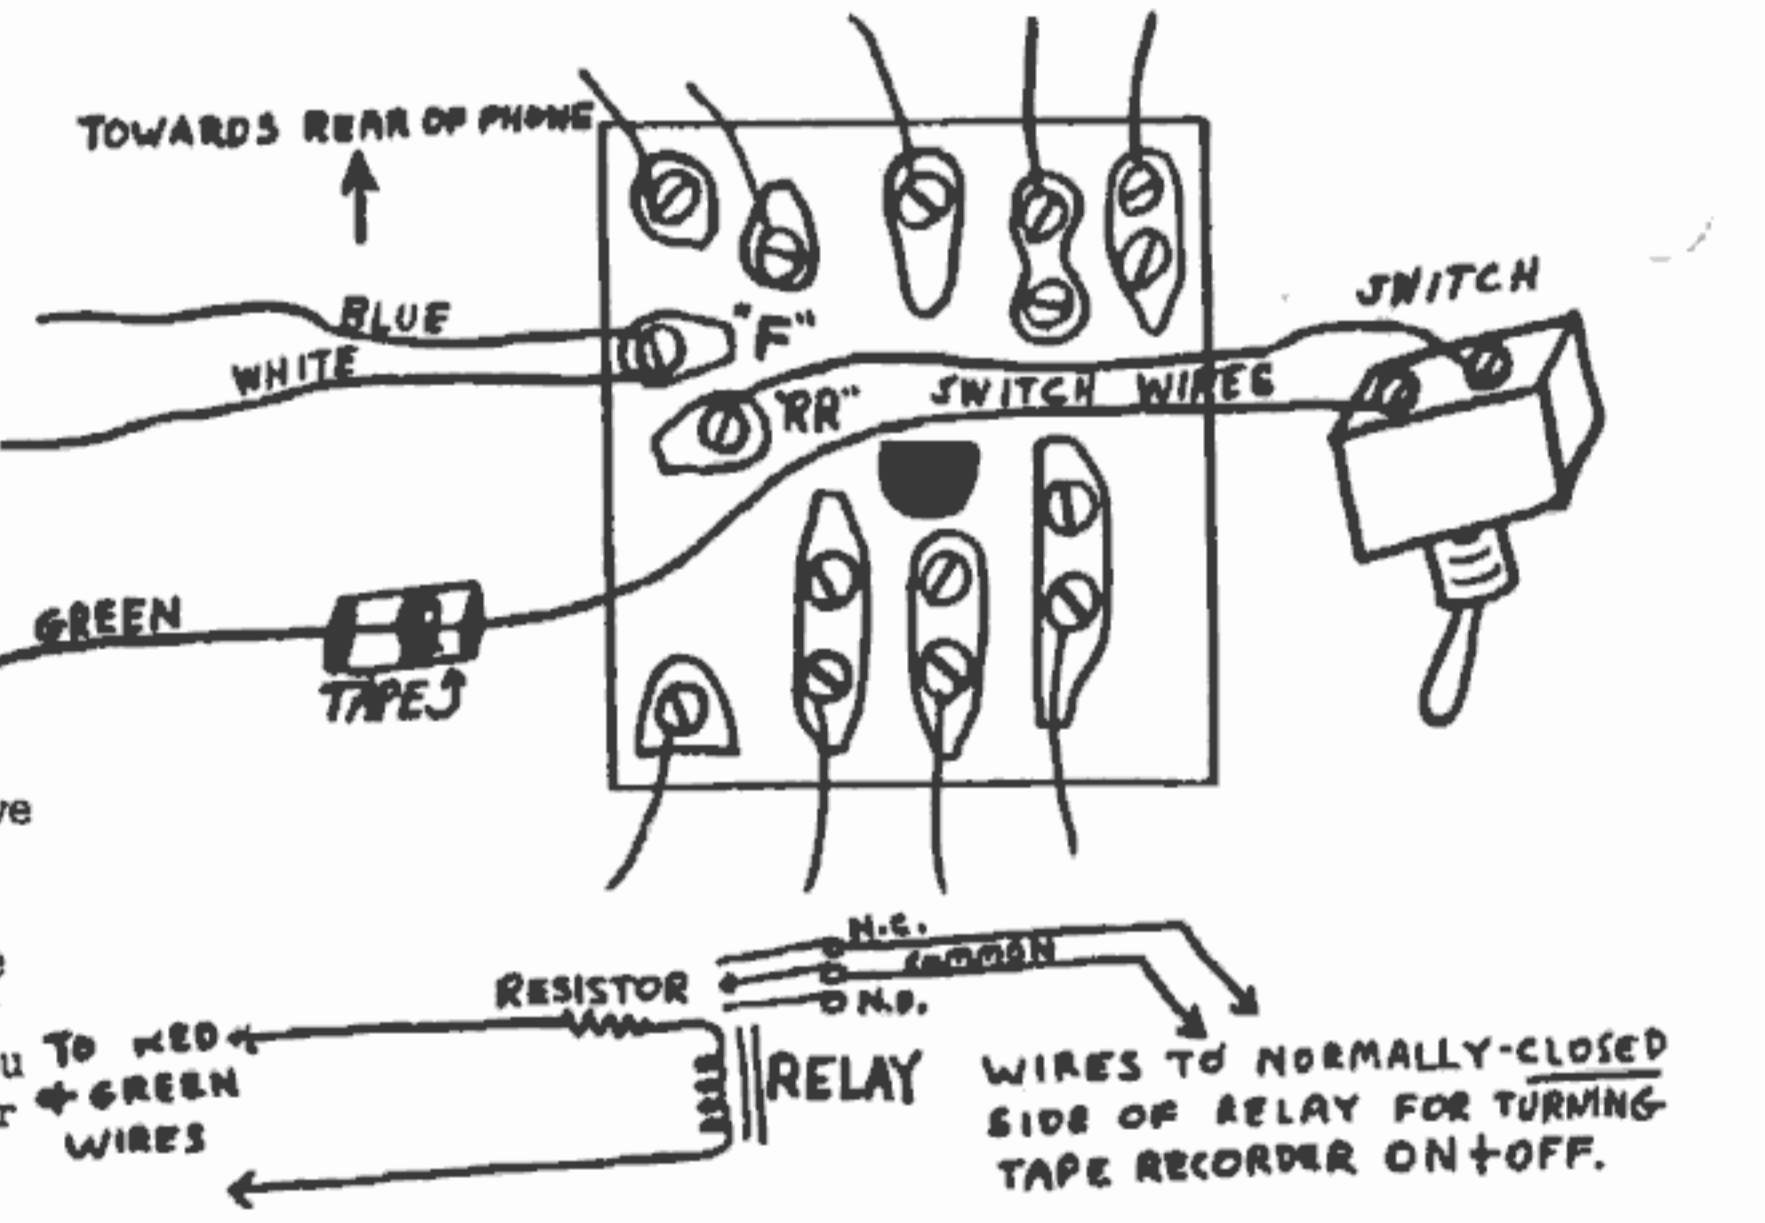 TOWARDS REAR OF PHONE
BLUE
WHITE
"F"
"RR"
SWITCH WIRES
SWITCH
GREEN
TAPE
ve
e
u
r
RESISTOR
N.C.
COMMON
N.O.
TO RED
+ GREEN
WIRES
RELAY
WIRES TO NORMALLY-CLOSED
SIDE OF RELAY FOR TURNING
TAPE RECORDER ON + OFF.